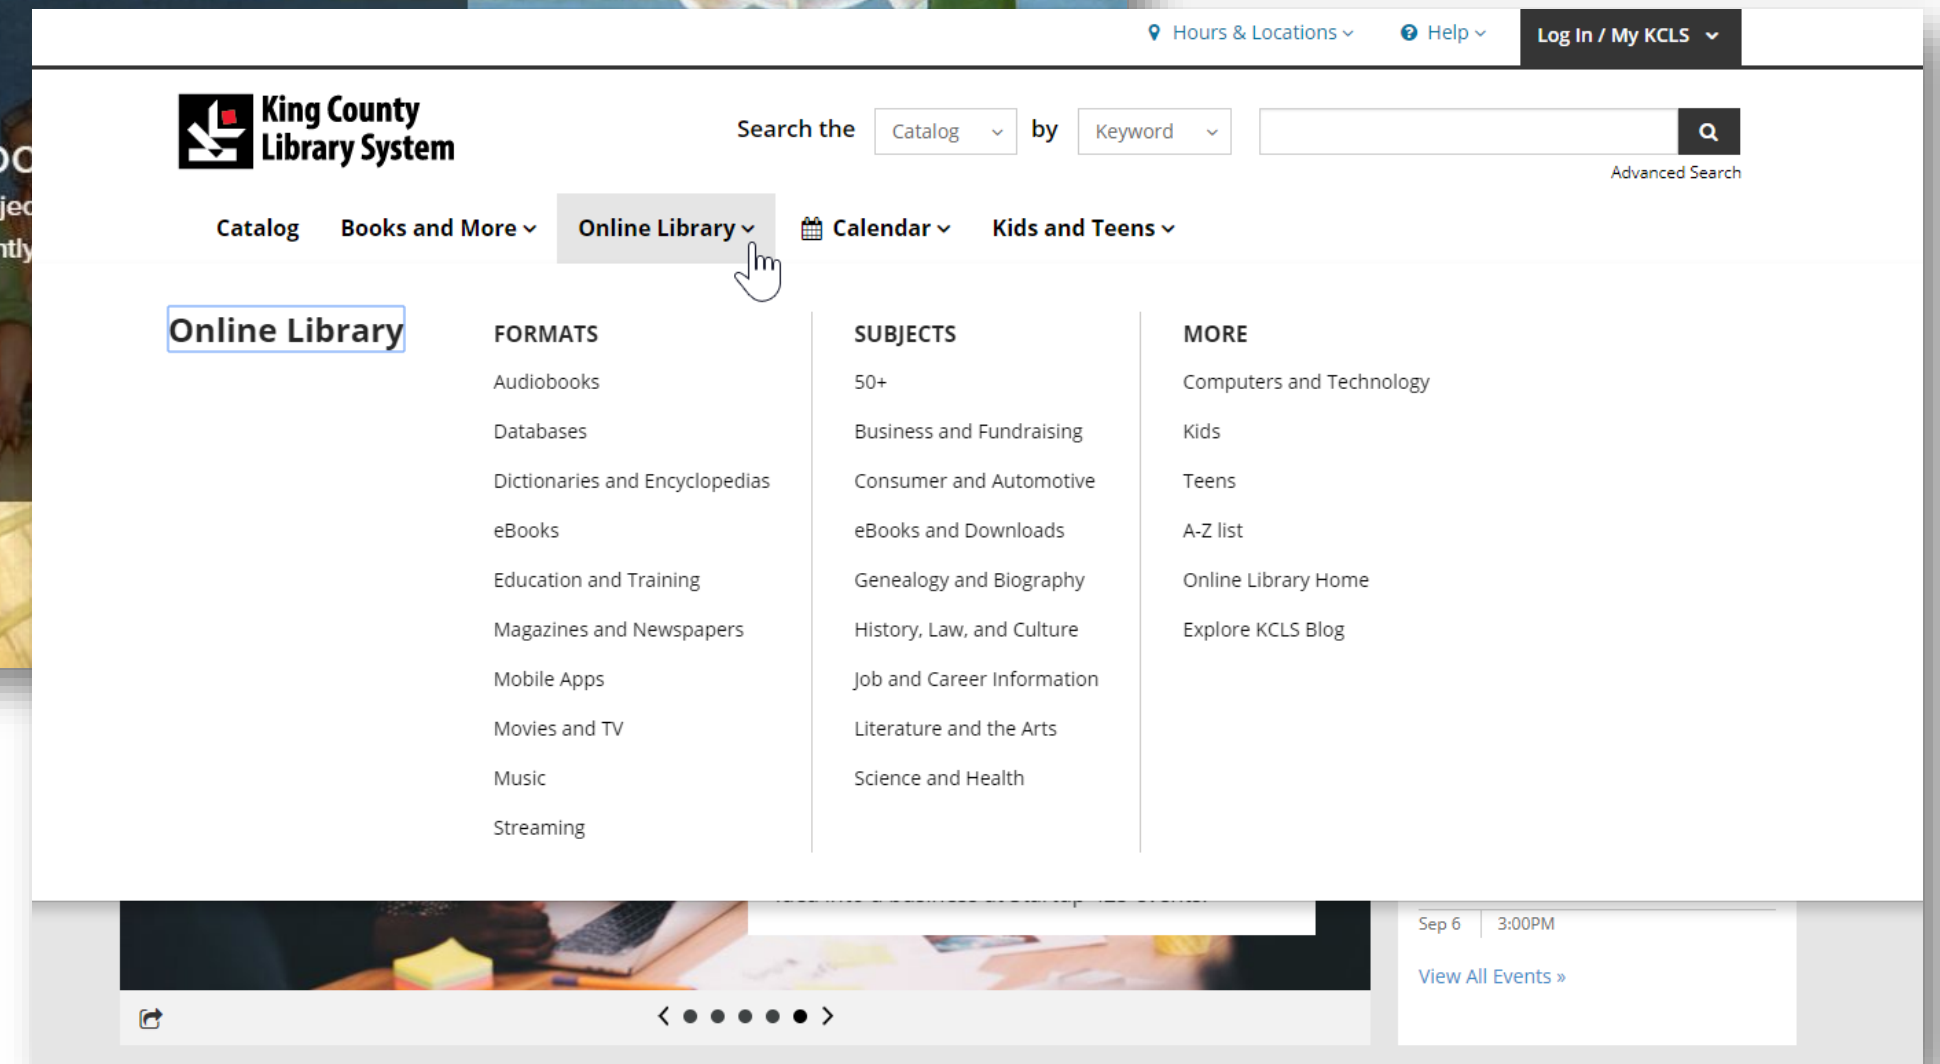 Hours & Locations
Help
Log In / My KCLS
King County
Library System
Search the
Catalog
by
Keyword
Advanced Search
Catalog
Books and More
Online Library
Calendar
Kids and Teens
Online Library
FORMATS
Audiobooks
Databases
Dictionaries and Encyclopedias
eBooks
Education and Training
Magazines and Newspapers
Mobile Apps
Movies and TV
Music
Streaming
SUBJECTS
50+
Business and Fundraising
Consumer and Automotive
eBooks and Downloads
Genealogy and Biography
History, Law, and Culture
Job and Career Information
Literature and the Arts
Science and Health
MORE
Computers and Technology
Kids
Teens
A-Z list
Online Library Home
Explore KCLS Blog
Sep 6
3:00PM
View All Events »